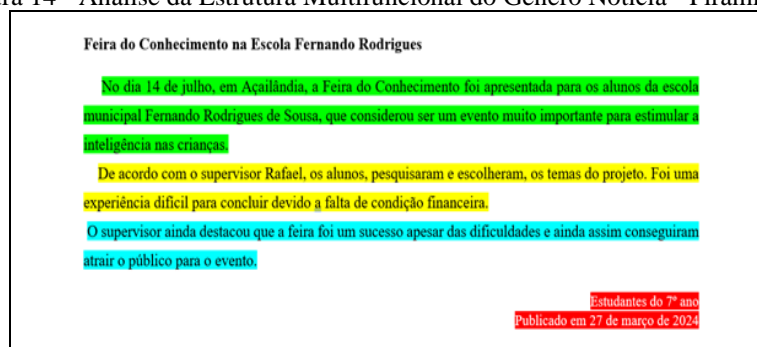 14 - Análise da Estrutura Multifuncional do Gênero Notícia -
Feira do Conhecimento na Escola Fernando Rodrigues
No dia 14 de julho, em Açailândia, a Feira do Conhecimento foi apresentada para os alunos da escola
municipal Fernando Rodrigues de Sousa, que considerou ser um evento muito importante para estimular a
inteligência nas crianças.
De acordo com o supervisor Rafael, os alunos, pesquisaram e escolheram, os temas do projeto. Foi uma
experiência difícil para concluir devido a falta de condição financeira.
O supervisor ainda destacou que a feira foi um sucesso apesar das dificuldades e ainda assim conseguiram
atrair o público para o evento.
Estudantes do 7º ano
Publicado em 27 de março de 2024